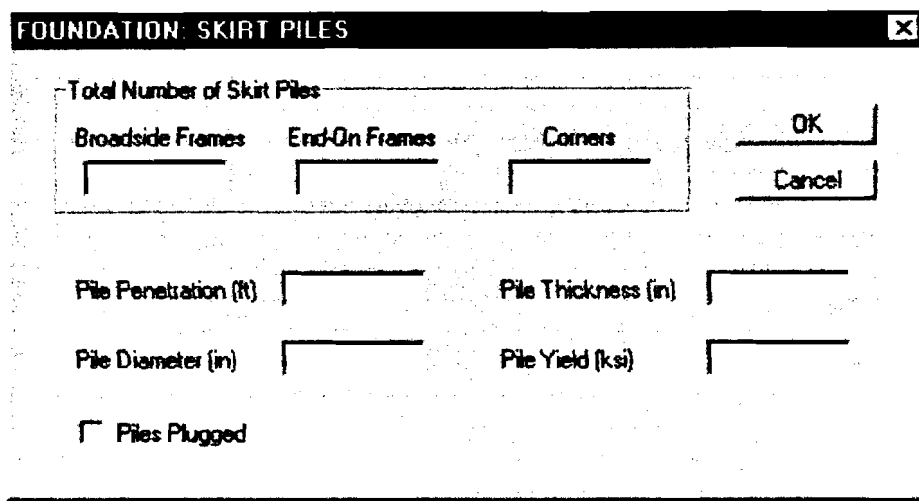 FOUNDATION: SKIRT PILES
Total Number of Skirt Piles
Broadside Frames End-On Frames Corners
OK
Cancel
Pile Penetration (ft) Pile Thickness (in)
Pile Diameter (in) Pile Yield (ksi)
Piles Plugged